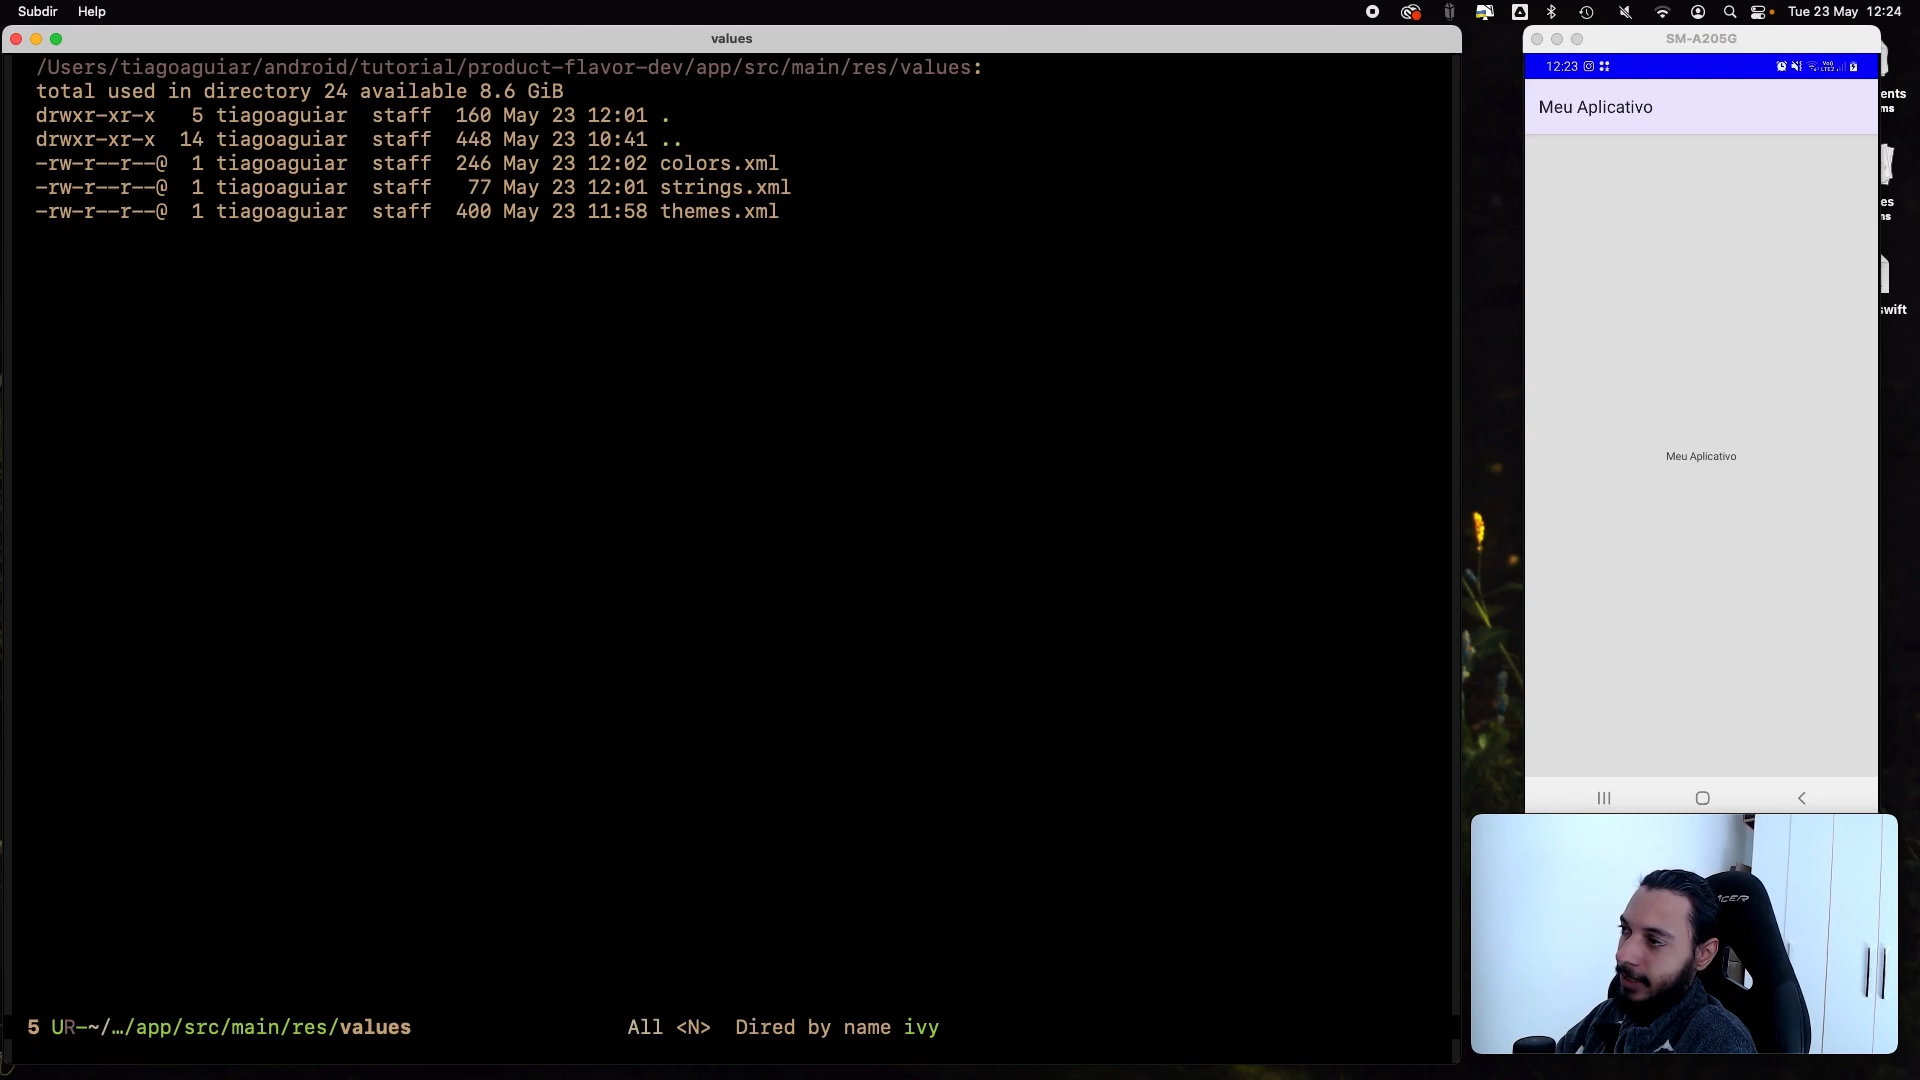 Subdir Help
Tue 23 May 12:24
values
/Users/tiagoaguiar/android/tutorial/product-flavor-dev/app/src/main/res/values:
total used in directory 24 available 8.6 GiB
drwxr-xr-x   5 tiagoaguiar  staff  160 May 23 12:01 .
drwxr-xr-x  14 tiagoaguiar  staff  448 May 23 10:41 ..
-rw-r--r--@  1 tiagoaguiar  staff  246 May 23 12:02 colors.xml
-rw-r--r--@  1 tiagoaguiar  staff   77 May 23 12:01 strings.xml
-rw-r--r--@  1 tiagoaguiar  staff  400 May 23 11:58 themes.xml
5 UR-~/…/app/src/main/res/values All <N> Dired by name ivy
SM-A205G
12:23
Meu Aplicativo
Meu Aplicativo
ents
ms
es
ns
swift